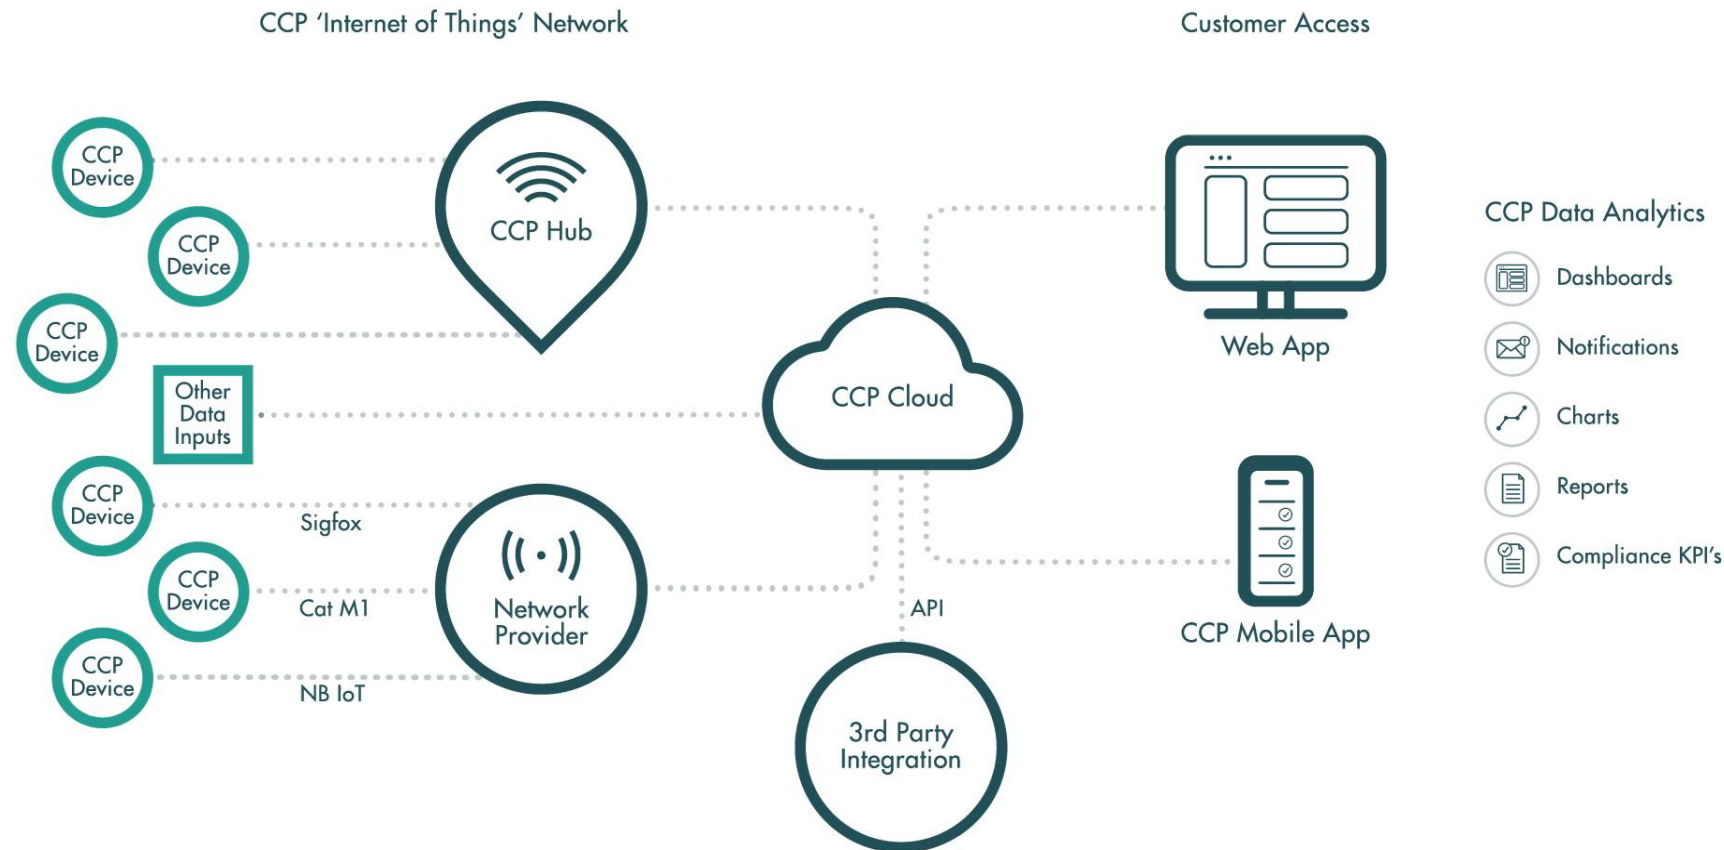 CCP ‘Internet of Things’ Network
Customer Access
CCP
Device
CCP
Device
CCP
Device
Other
Data
Inputs
CCP
Device
CCP
Device
CCP
Device
Sigfox
Cat M1
NB IoT
CCP Hub
Network
Provider
CCP Cloud
API
3rd Party
Integration
Web App
CCP Mobile App
CCP Data Analytics
Dashboards
Notifications
Charts
Reports
Compliance KPI’s